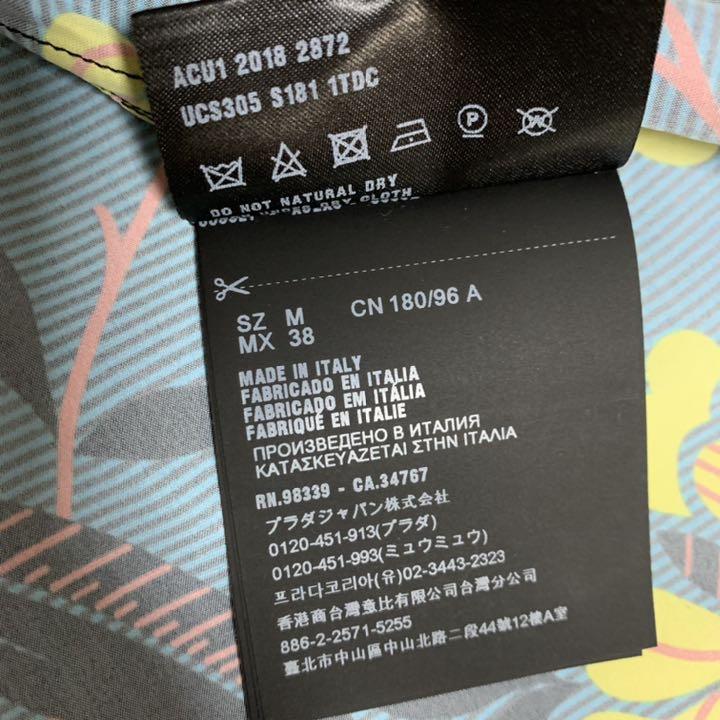 ACU1 2018 2872
UCS305 S181 1TDC
P
W
DO NOT NATURAL DRY
CLOTH
SZ M CN 180/96 A
MX 38
MADE IN ITALY
FABRICADO EN ITALIA
FABRICADO EM ITÁLIA
FABRIQUÉ EN ITALIE
ПРОИЗВЕДЕНО В ИТАЛИЯ
ΚΑΤΑΣΚΕΥΑΖΕΤΑΙ ΣΤΗΝ ΙΤΑΛΙΑ
RN.98339 - CA.34767
プラダジャパン株式会社
0120-451-913(プラダ)
0120-451-993(ミュウミュウ)
프라다코리아(유)02-3443-2323
香港商台灣意比有限公司台灣分公司
886-2-2571-5255
臺北市中山區中山北路二段44號12樓A室